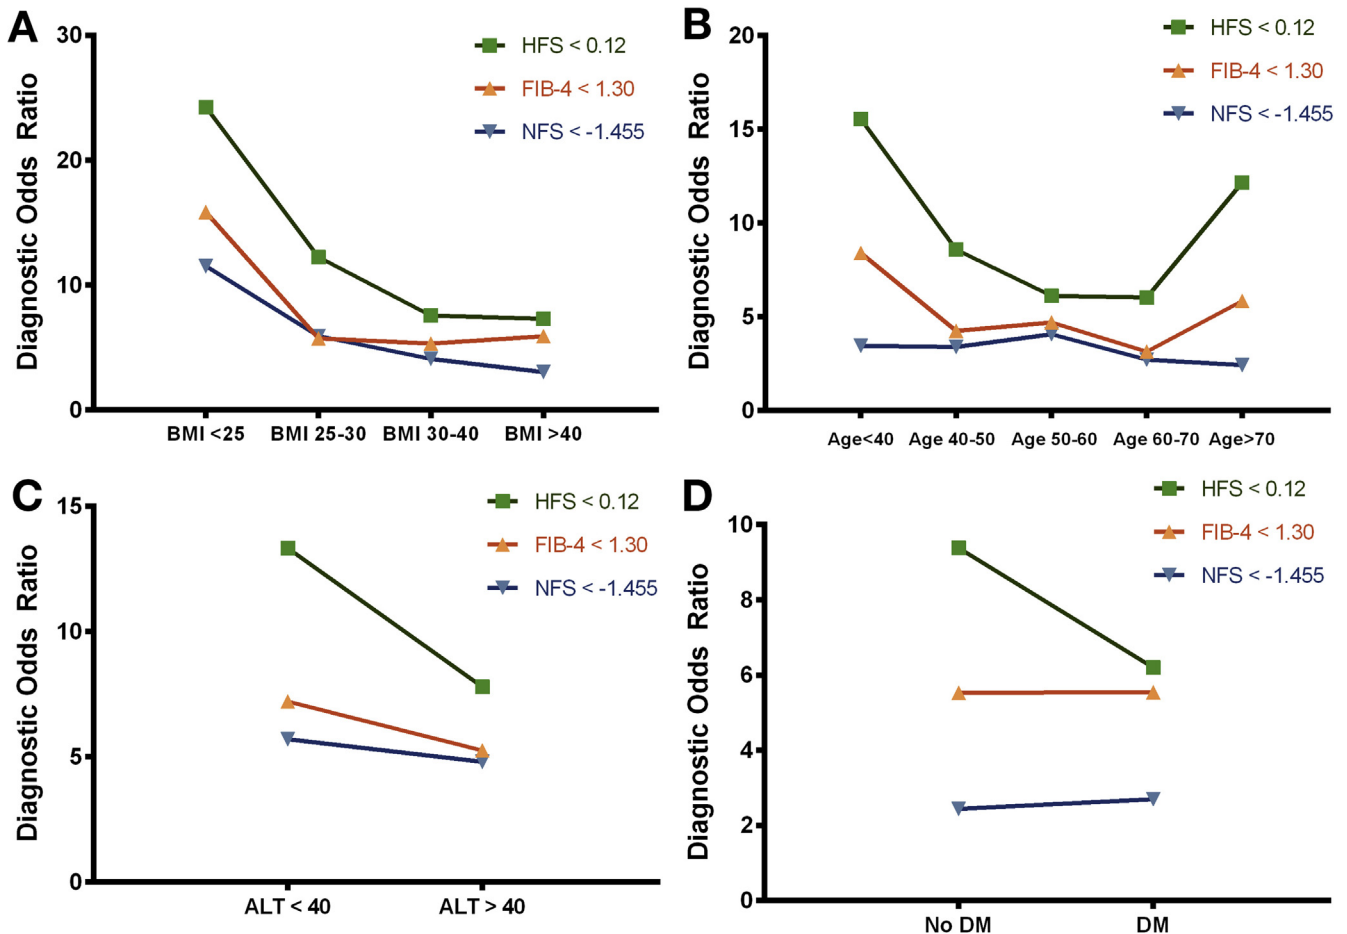 A
Diagnostic Odds Ratio
30
20
10
0
HFS < 0.12
FIB-4 < 1.30
NFS < -1.455
BMI <25 BMI 25-30 BMI 30-40 BMI >40
B
Diagnostic Odds Ratio
20
15
10
5
0
HFS < 0.12
FIB-4 < 1.30
NFS < -1.455
Age<40 Age 40-50 Age 50-60 Age 60-70 Age>70
C
Diagnostic Odds Ratio
15
10
5
0
HFS < 0.12
FIB-4 < 1.30
NFS < -1.455
ALT < 40 ALT > 40
D
Diagnostic Odds Ratio
10
8
6
4
2
0
HFS < 0.12
FIB-4 < 1.30
NFS < -1.455
No DM DM